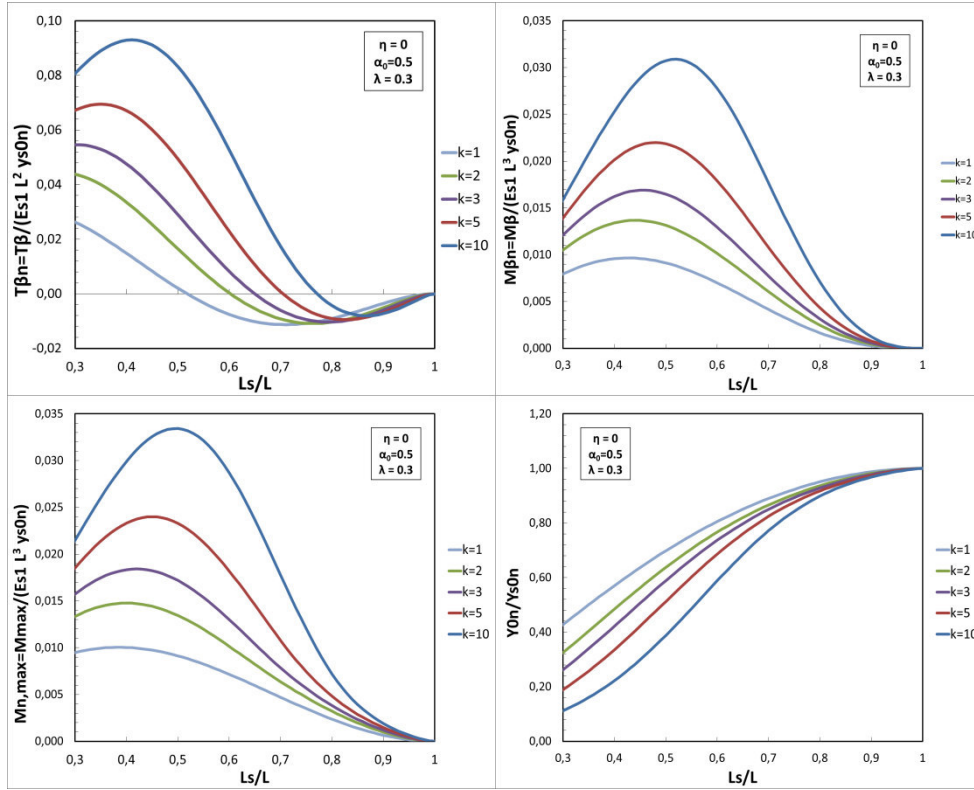 0,10
0,08
0,06
0,04
0,02
0,00
-0,02
Tβn=Tβ/(Es1 L² ys0n)
η = 0
α₀=0.5
λ = 0.3
k=1
k=2
k=3
k=5
k=10
0,3 0,4 0,5 0,6 0,7 0,8 0,9 1
Ls/L
0,035
0,030
0,025
0,020
0,015
0,010
0,005
0,000
Mβn=Mβ/(Es1 L³ ys0n)
η = 0
α₀=0.5
λ = 0.3
k=1
k=2
k=3
k=5
k=10
0,3 0,4 0,5 0,6 0,7 0,8 0,9 1
Ls/L
0,035
0,030
0,025
0,020
0,015
0,010
0,005
0,000
Mn,max=Mmax/(Es1 L³ ys0n)
η = 0
α₀=0.5
λ = 0.3
k=1
k=2
k=3
k=5
k=10
0,3 0,4 0,5 0,6 0,7 0,8 0,9 1
Ls/L
1,20
1,00
0,80
0,60
0,40
0,20
0,00
Y0n/Ys0n
η = 0
α₀=0.5
λ = 0.3
k=1
k=2
k=3
k=5
k=10
0,3 0,4 0,5 0,6 0,7 0,8 0,9 1
Ls/L